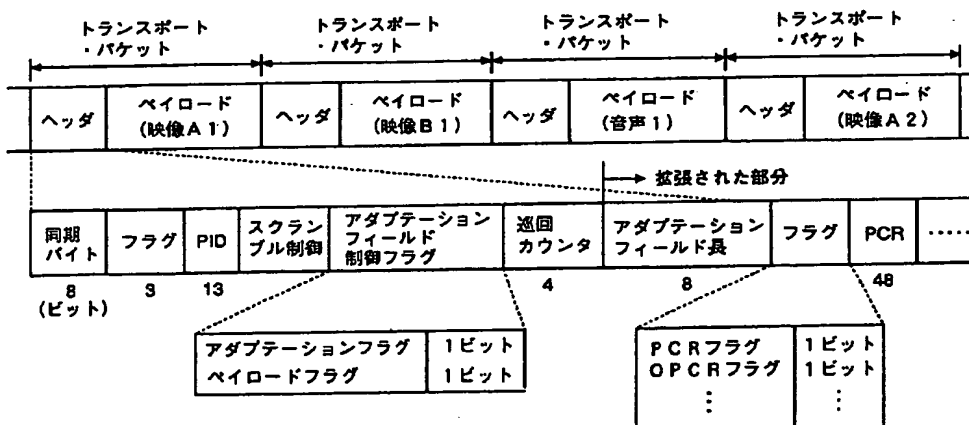 トランスポート
・パケット
トランスポート
・パケット
トランスポート
・パケット
トランスポート
・パケット
ヘッダ
ペイロード
(映像A1)
ヘッダ
ペイロード
(映像B1)
ヘッダ
ペイロード
(音声1)
ヘッダ
ペイロード
(映像A2)
拡張された部分
同期
バイト
フラグ
PID
スクラン
ブル制御
アダプテーション
フィールド
制御フラグ
巡回
カウンタ
アダプテーション
フィールド長
フラグ
PCR
……
8
(ビット)
3
13
4
8
48
アダプテーションフラグ
1ビット
ペイロードフラグ
1ビット
PCRフラグ
1ビット
OPCRフラグ
1ビット
⋮
⋮